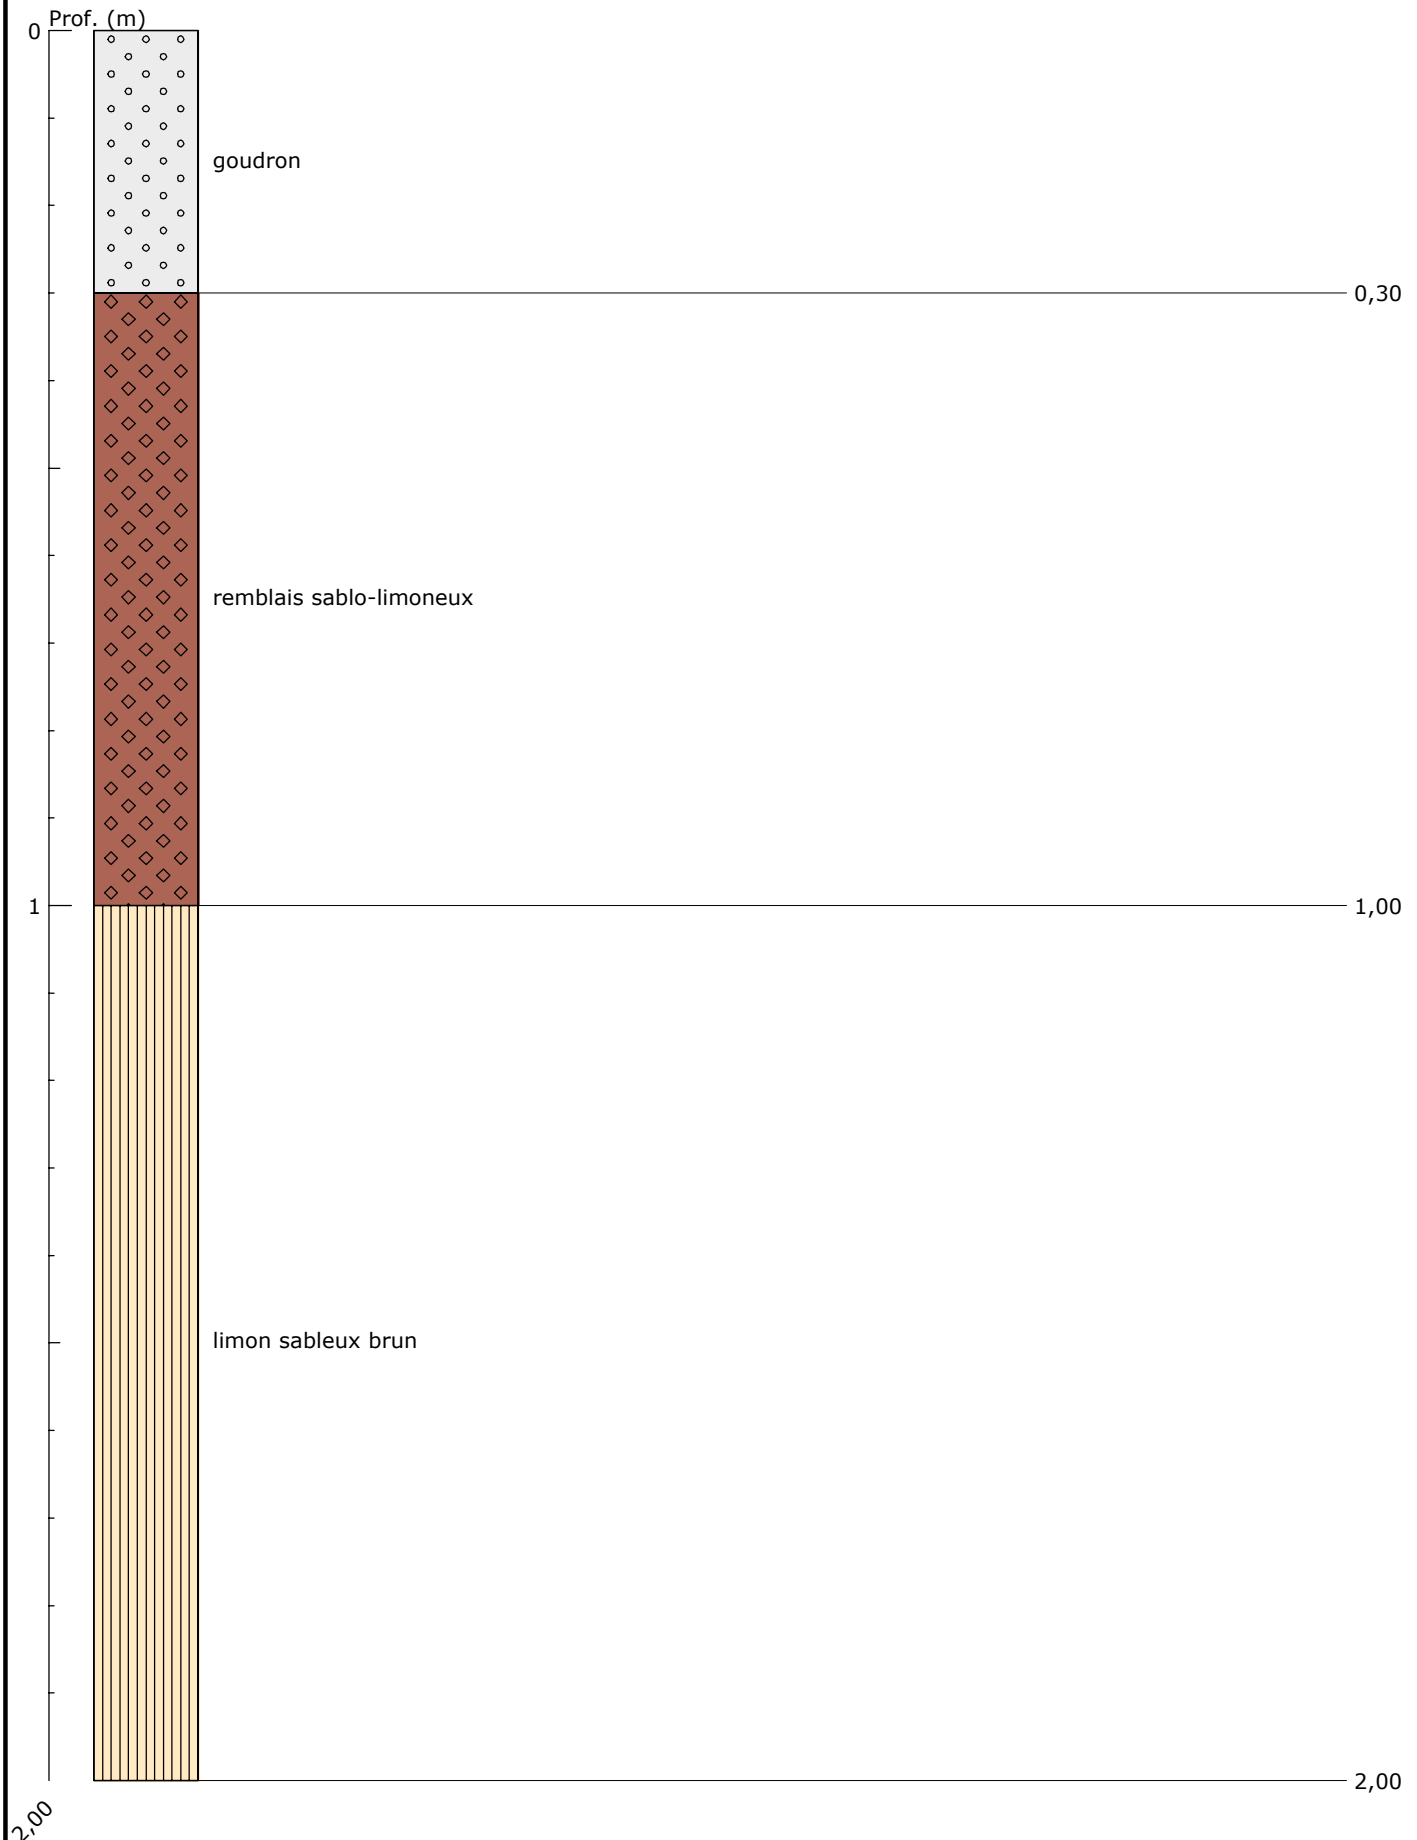 Prof. (m)
0
goudron
0,30
remblais sablo-limoneux
1
1,00
limon sableux brun
2,00
2,00